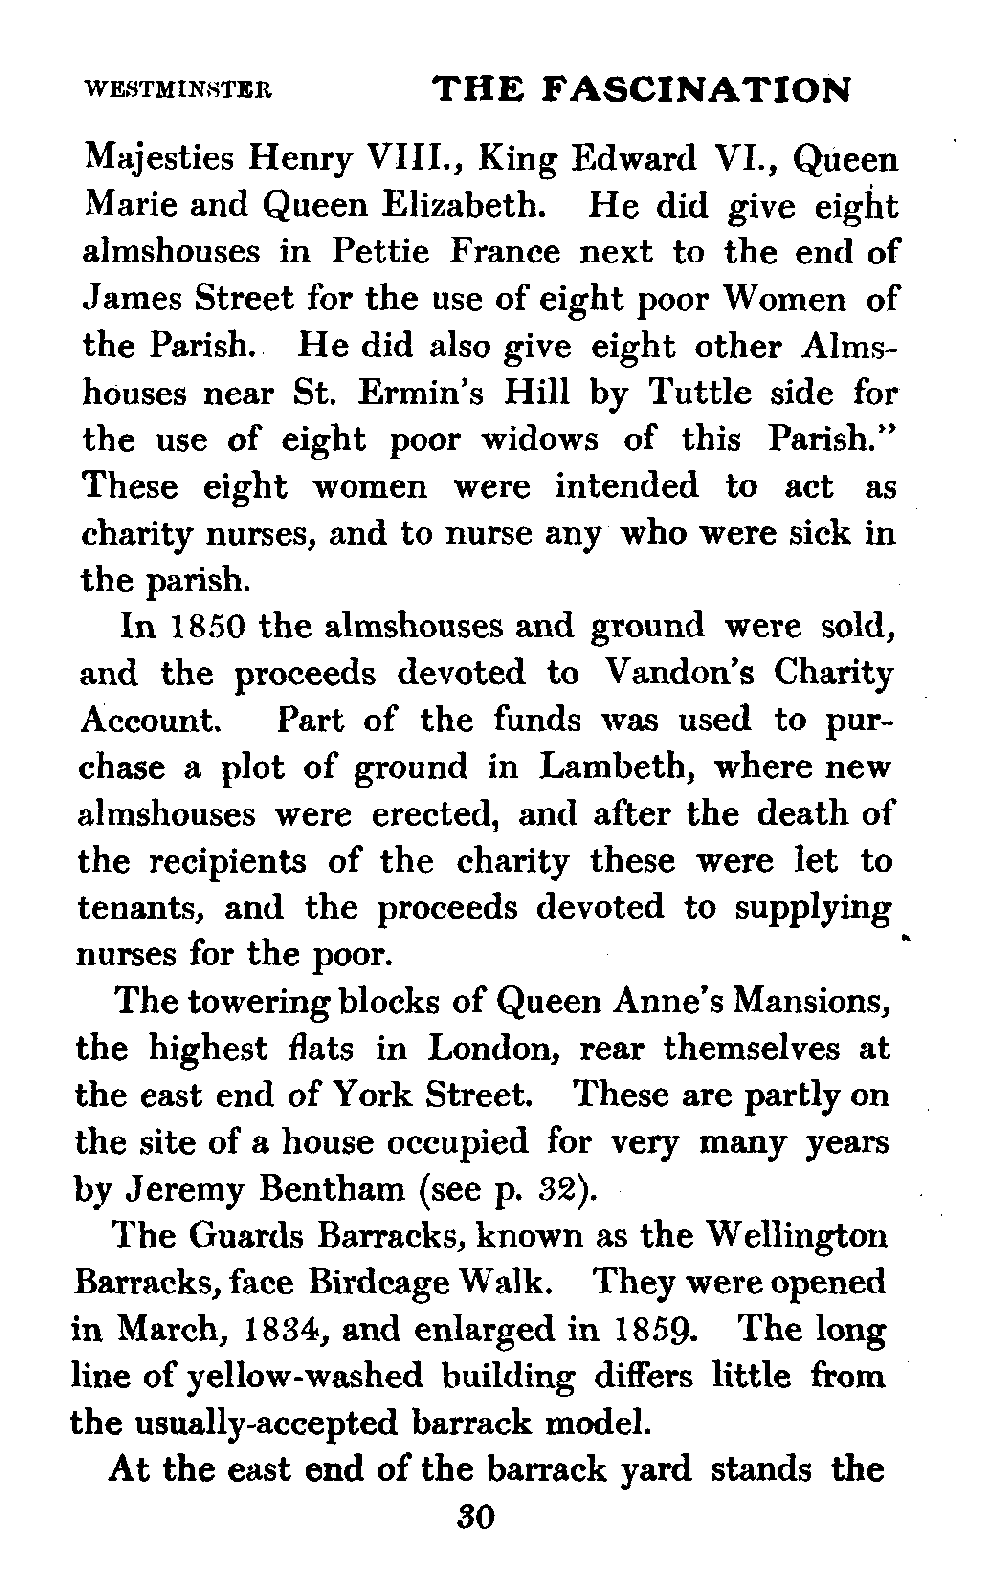 WESTMINSTER THE FASCINATION
Majesties Henry VIII., King Edward VI., Queen
Marie and Queen Elizabeth. He did give eight
almshouses in Pettie France next to the end of
James Street for the use of eight poor Women of
the Parish. He did also give eight other Alms-
houses near St. Ermin's Hill by Tuttle side for
the use of eight poor widows of this Parish."
These eight women were intended to act as
charity nurses, and to nurse any who were sick in
the parish.
In 1850 the almshouses and ground were sold,
and the proceeds devoted to Vandon's Charity
Account. Part of the funds was used to pur-
chase a plot of ground in Lambeth, where new
almshouses were erected, and after the death of
the recipients of the charity these were let to
tenants, and the proceeds devoted to supplying
nurses for the poor.
The towering blocks of Queen Anne's Mansions,
the highest flats in London, rear themselves at
the east end of York Street. These are partly on
the site of a house occupied for very many years
by Jeremy Bentham (see p. 32).
The Guards Barracks, known as the Wellington
Barracks, face Birdcage Walk. They were opened
in March, 1834, and enlarged in 1859. The long
line of yellow-washed building differs little from
the usually-accepted barrack model.
At the east end of the barrack yard stands the
30